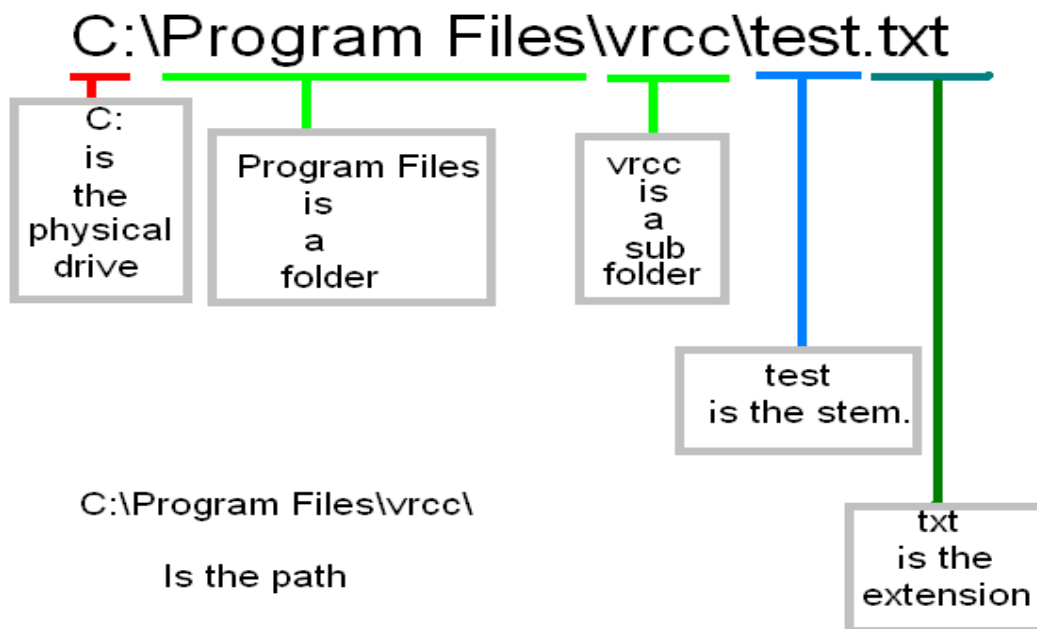 C:\Program Files\vrcc\test.txt
C:
is
the
physical
drive
Program Files
is
a
folder
vrcc
is
a
sub
folder
test
is the stem.
C:\Program Files\vrcc\
Is the path
txt
is the
extension